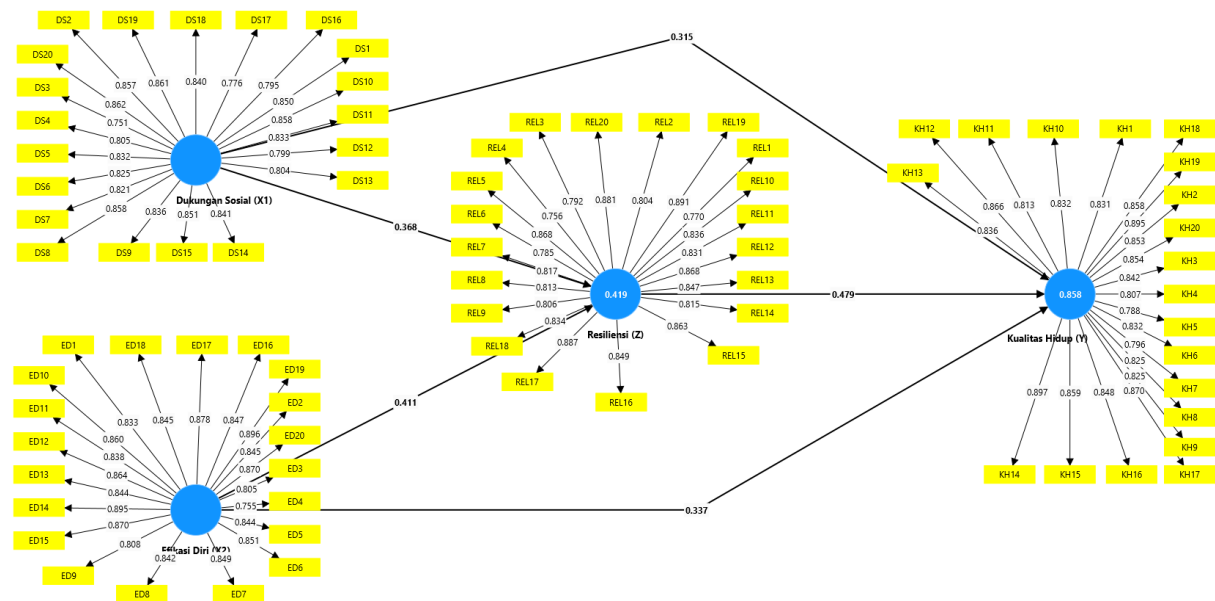 DS2
DS19
DS18
DS17
DS16
DS20
DS1
DS3
DS10
DS4
DS11
DS5
DS12
DS6
DS13
DS7
DS8
DS9
DS15
DS14
0.857
0.861
0.840
0.776
0.795
0.862
0.850
0.751
0.858
0.805
0.833
0.832
0.799
0.825
0.804
0.821
0.858
0.836
0.851
0.841
Dukungan Sosial (X1)
0.315
0.368
REL3
REL20
REL2
REL19
REL4
REL1
REL5
REL10
REL6
REL11
REL7
REL12
REL8
REL13
REL9
REL14
REL18
REL15
REL17
REL16
0.792
0.881
0.804
0.891
0.756
0.770
0.868
0.836
0.785
0.831
0.817
0.868
0.813
0.847
0.806
0.815
0.834
0.863
0.887
0.849
0.419
Resiliensi (Z)
0.479
KH12
KH11
KH10
KH1
KH18
KH13
KH19
KH2
KH20
KH3
KH4
KH5
KH6
KH7
KH8
KH9
KH14
KH15
KH16
KH17
0.866
0.813
0.832
0.831
0.858
0.836
0.895
0.853
0.854
0.842
0.807
0.788
0.832
0.796
0.825
0.825
0.870
0.897
0.859
0.848
0.858
Kualitas Hidup (Y)
ED1
ED18
ED17
ED16
ED10
ED19
ED11
ED2
ED12
ED20
ED13
ED3
ED14
ED4
ED15
ED5
ED9
ED6
ED8
ED7
0.833
0.845
0.878
0.847
0.860
0.896
0.838
0.845
0.864
0.870
0.844
0.805
0.895
0.755
0.870
0.844
0.808
0.851
0.842
0.849
Efikasi Diri (X2)
0.411
0.337